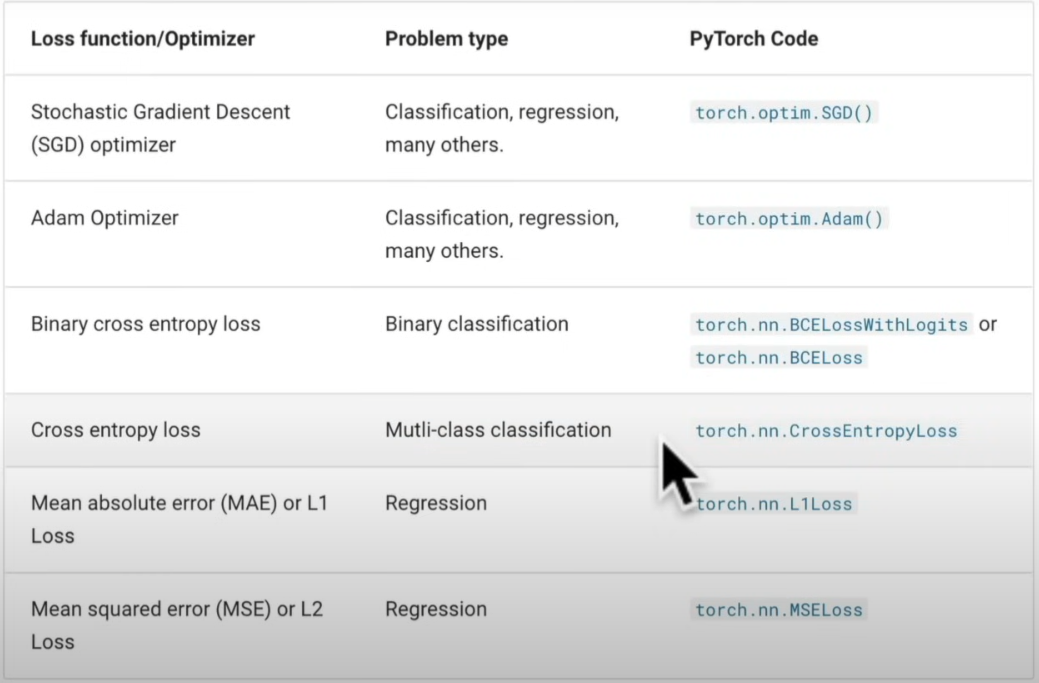 Loss function/Optimizer Problem type PyTorch Code
Stochastic Gradient Descent Classification, regression, torch.optim.SGD()
(SGD) optimizer many others.
Adam Optimizer Classification, regression, torch.optim.Adam()
many others.
Binary cross entropy loss Binary classification torch.nn.BCELossWithLogits or
torch.nn.BCELoss
Cross entropy loss Mutli-class classification torch.nn.CrossEntropyLoss
Mean absolute error (MAE) or L1 Regression torch.nn.L1Loss
Loss
Mean squared error (MSE) or L2 Regression torch.nn.MSELoss
Loss